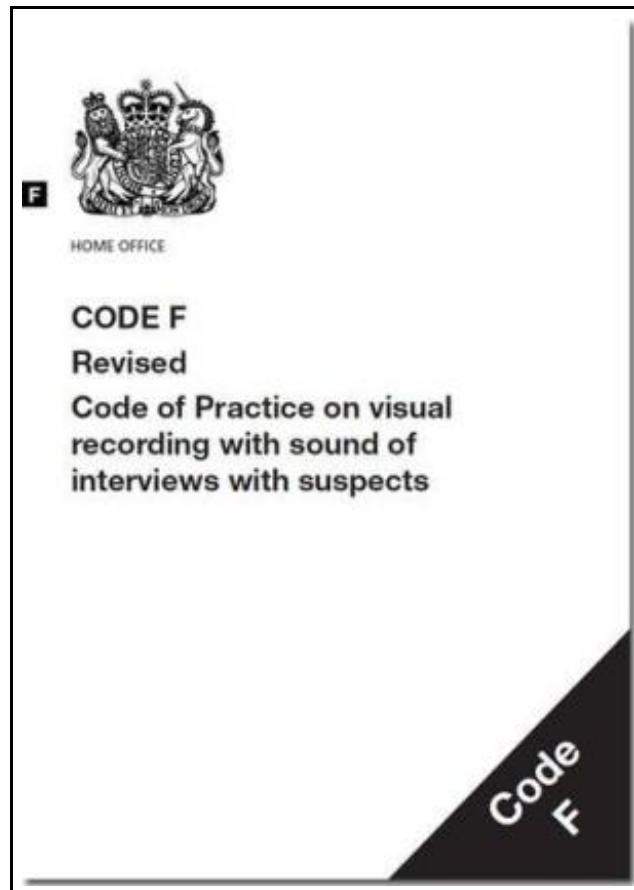 F
HOME OFFICE
CODE F
Revised
Code of Practice on visual
recording with sound of
interviews with suspects
Code
F